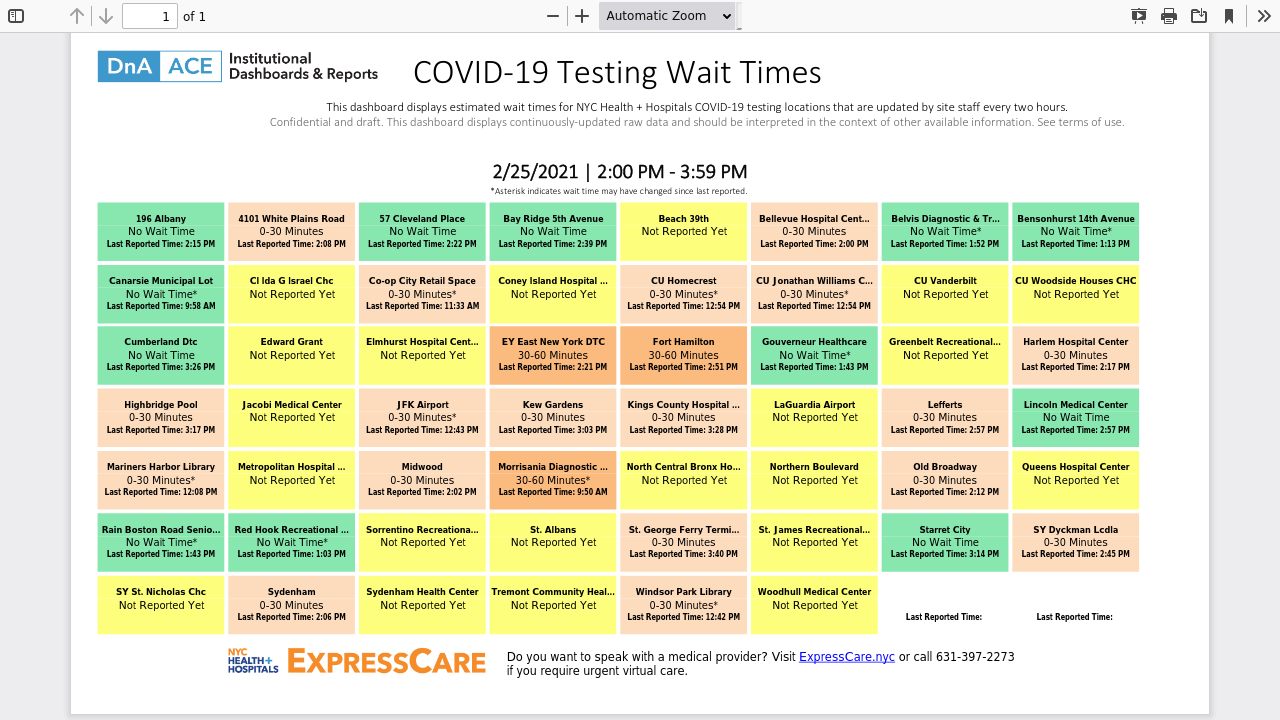 1 of 1 Automatic Zoom
DnA ACE Institutional
Dashboards & Reports
COVID-19 Testing Wait Times
This dashboard displays estimated wait times for NYC Health + Hospitals COVID-19 testing locations that are updated by site staff every two hours.
Confidential and draft. This dashboard displays continuously-updated raw data and should be interpreted in the context of other available information. See terms of use.
2/25/2021 | 2:00 PM - 3:59 PM
*Asterisk indicates wait time may have changed since last reported.
196 Albany
No Wait Time
Last Reported Time: 2:15 PM
4101 White Plains Road
0-30 Minutes
Last Reported Time: 2:08 PM
57 Cleveland Place
No Wait Time
Last Reported Time: 2:22 PM
Bay Ridge 5th Avenue
No Wait Time
Last Reported Time: 2:39 PM
Beach 39th
Not Reported Yet
Bellevue Hospital Cent...
0-30 Minutes
Last Reported Time: 2:00 PM
Belvis Diagnostic & Tr...
No Wait Time*
Last Reported Time: 1:52 PM
Bensonhurst 14th Avenue
No Wait Time*
Last Reported Time: 1:13 PM
Canarsie Municipal Lot
No Wait Time*
Last Reported Time: 9:58 AM
Cl Ida G Israel Chc
Not Reported Yet
Co-op City Retail Space
0-30 Minutes*
Last Reported Time: 11:33 AM
Coney Island Hospital ...
Not Reported Yet
CU Homecrest
0-30 Minutes*
Last Reported Time: 12:54 PM
CU Jonathan Williams C...
0-30 Minutes*
Last Reported Time: 12:54 PM
CU Vanderbilt
Not Reported Yet
CU Woodside Houses CHC
Not Reported Yet
Cumberland Dtc
No Wait Time
Last Reported Time: 3:26 PM
Edward Grant
Not Reported Yet
Elmhurst Hospital Cent...
Not Reported Yet
EY East New York DTC
30-60 Minutes
Last Reported Time: 2:21 PM
Fort Hamilton
30-60 Minutes
Last Reported Time: 2:51 PM
Gouverneur Healthcare
No Wait Time*
Last Reported Time: 1:43 PM
Greenbelt Recreational...
Not Reported Yet
Harlem Hospital Center
0-30 Minutes
Last Reported Time: 2:17 PM
Highbridge Pool
0-30 Minutes
Last Reported Time: 3:17 PM
Jacobi Medical Center
Not Reported Yet
JFK Airport
0-30 Minutes*
Last Reported Time: 12:43 PM
Kew Gardens
0-30 Minutes
Last Reported Time: 3:03 PM
Kings County Hospital ...
0-30 Minutes
Last Reported Time: 3:28 PM
LaGuardia Airport
Not Reported Yet
Lefferts
0-30 Minutes
Last Reported Time: 2:57 PM
Lincoln Medical Center
No Wait Time
Last Reported Time: 2:57 PM
Mariners Harbor Library
0-30 Minutes*
Last Reported Time: 12:08 PM
Metropolitan Hospital ...
Not Reported Yet
Midwood
0-30 Minutes
Last Reported Time: 2:02 PM
Morrisania Diagnostic ...
30-60 Minutes*
Last Reported Time: 9:50 AM
North Central Bronx Ho...
Not Reported Yet
Northern Boulevard
Not Reported Yet
Old Broadway
0-30 Minutes
Last Reported Time: 2:12 PM
Queens Hospital Center
Not Reported Yet
Rain Boston Road Senio...
No Wait Time*
Last Reported Time: 1:43 PM
Red Hook Recreational ...
No Wait Time*
Last Reported Time: 1:03 PM
Sorrentino Recreationa...
Not Reported Yet
St. Albans
Not Reported Yet
St. George Ferry Termi...
0-30 Minutes
Last Reported Time: 3:40 PM
St. James Recreational...
Not Reported Yet
Starret City
No Wait Time
Last Reported Time: 3:14 PM
SY Dyckman Lcdla
0-30 Minutes
Last Reported Time: 2:45 PM
SY St. Nicholas Chc
Not Reported Yet
Sydenham
0-30 Minutes
Last Reported Time: 2:06 PM
Sydenham Health Center
Not Reported Yet
Tremont Community Heal...
Not Reported Yet
Windsor Park Library
0-30 Minutes*
Last Reported Time: 12:42 PM
Woodhull Medical Center
Not Reported Yet
Last Reported Time:
Last Reported Time:
NYC
HEALTH+
HOSPITALS
EXPRESSCARE
Do you want to speak with a medical provider? Visit ExpressCare.nyc or call 631-397-2273
if you require urgent virtual care.